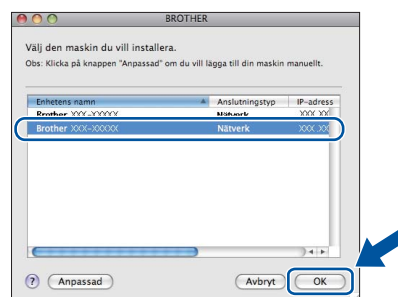 BROTHER
Välj den maskin du vill installera.
Obs: Klicka på knappen "Anpassad" om du vill lägga till din maskin manuellt.
Enhetens namn Anslutningstyp IP-adress
Brother XXX-XXXXX Nätverk XXX.XX
Brother XXX-XXXXX Nätverk XXX.XX
? Anpassad Avbryt OK